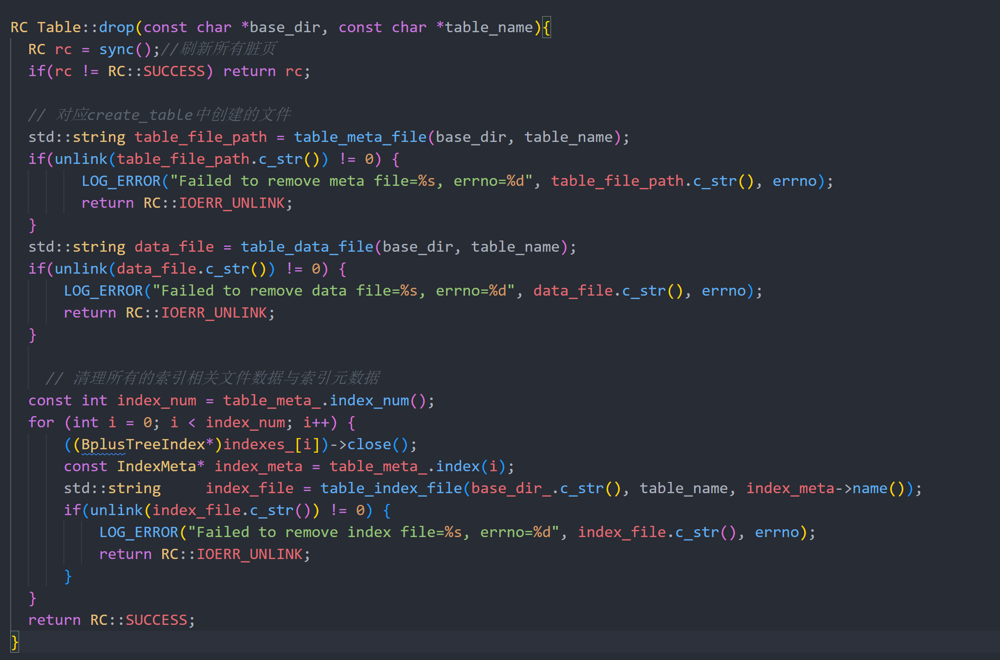 RC Table::drop(const char *base_dir, const char *table_name){
  RC rc = sync();//刷新所有脏页
  if(rc != RC::SUCCESS) return rc;
  // 对应create_table中创建的文件
  std::string table_file_path = table_meta_file(base_dir, table_name);
  if(unlink(table_file_path.c_str()) != 0) {
        LOG_ERROR("Failed to remove meta file=%s, errno=%d", table_file_path.c_str(), errno);
        return RC::IOERR_UNLINK;
  }
  std::string data_file = table_data_file(base_dir, table_name);
  if(unlink(data_file.c_str()) != 0) {
      LOG_ERROR("Failed to remove data file=%s, errno=%d", data_file.c_str(), errno);
      return RC::IOERR_UNLINK;
  }
    // 清理所有的索引相关文件数据与索引元数据
  const int index_num = table_meta_.index_num();
  for (int i = 0; i < index_num; i++) {
      ((BplusTreeIndex*)indexes_[i])->close();
      const IndexMeta* index_meta = table_meta_.index(i);
      std::string     index_file = table_index_file(base_dir_.c_str(), table_name, index_meta->name());
      if(unlink(index_file.c_str()) != 0) {
          LOG_ERROR("Failed to remove index file=%s, errno=%d", index_file.c_str(), errno);
          return RC::IOERR_UNLINK;
      }
  }
  return RC::SUCCESS;
}